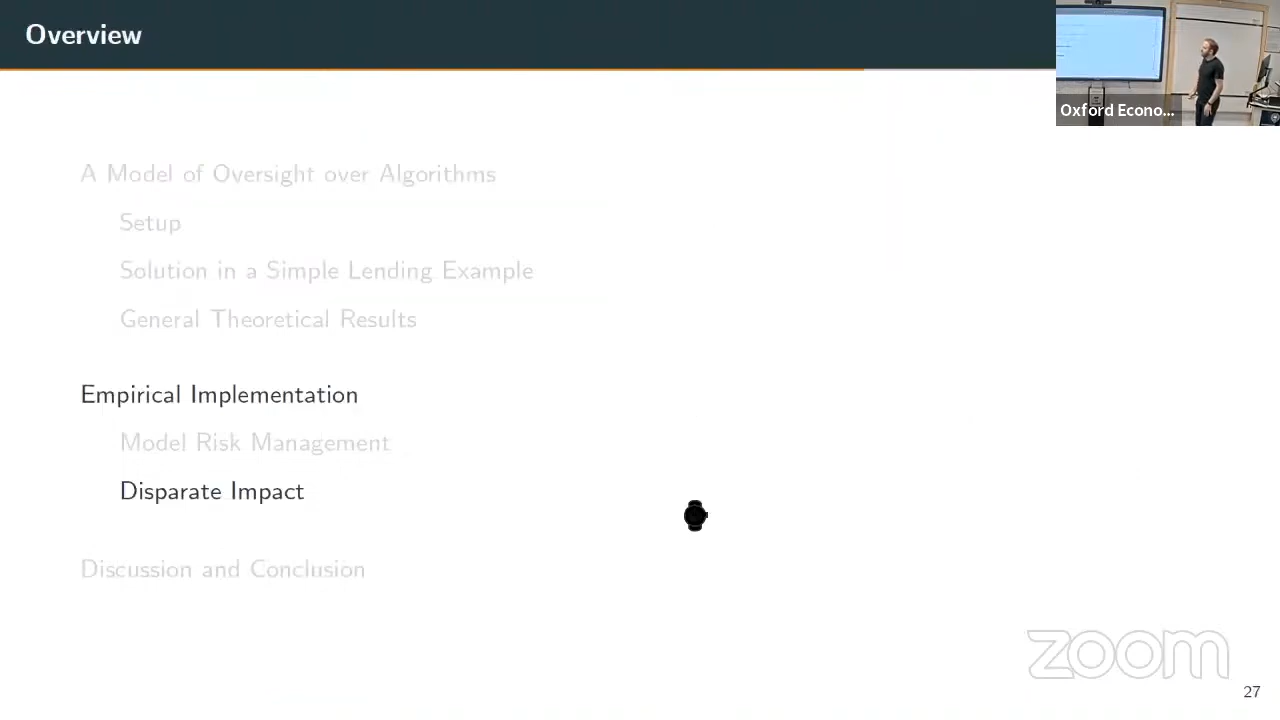 Overview
Oxford Econo...
A Model of Oversight over Algorithms
Setup
Solution in a Simple Lending Example
General Theoretical Results
Empirical Implementation
Model Risk Management
Disparate Impact
Discussion and Conclusion
zoom
27